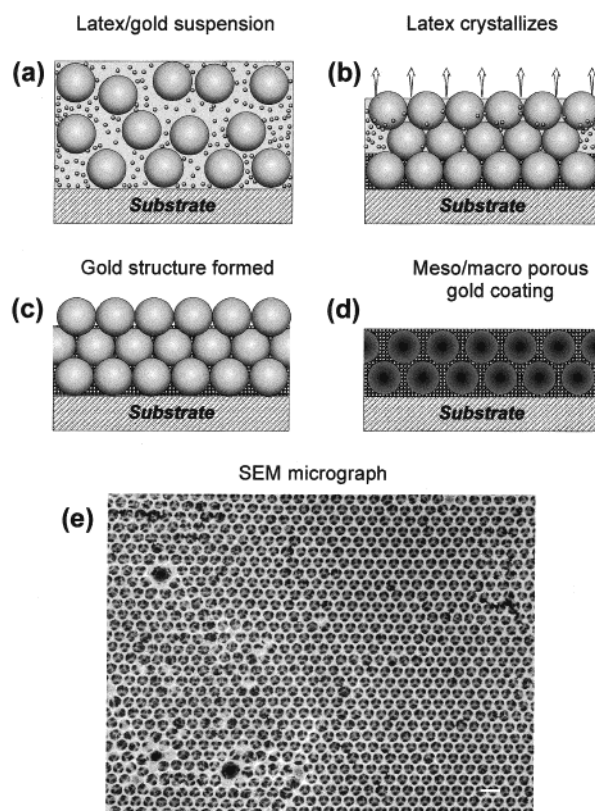 Latex/gold suspension
(a)
Substrate
Latex crystallizes
(b)
Substrate
Gold structure formed
(c)
Substrate
Meso/macro porous
gold coating
(d)
Substrate
SEM micrograph
(e)